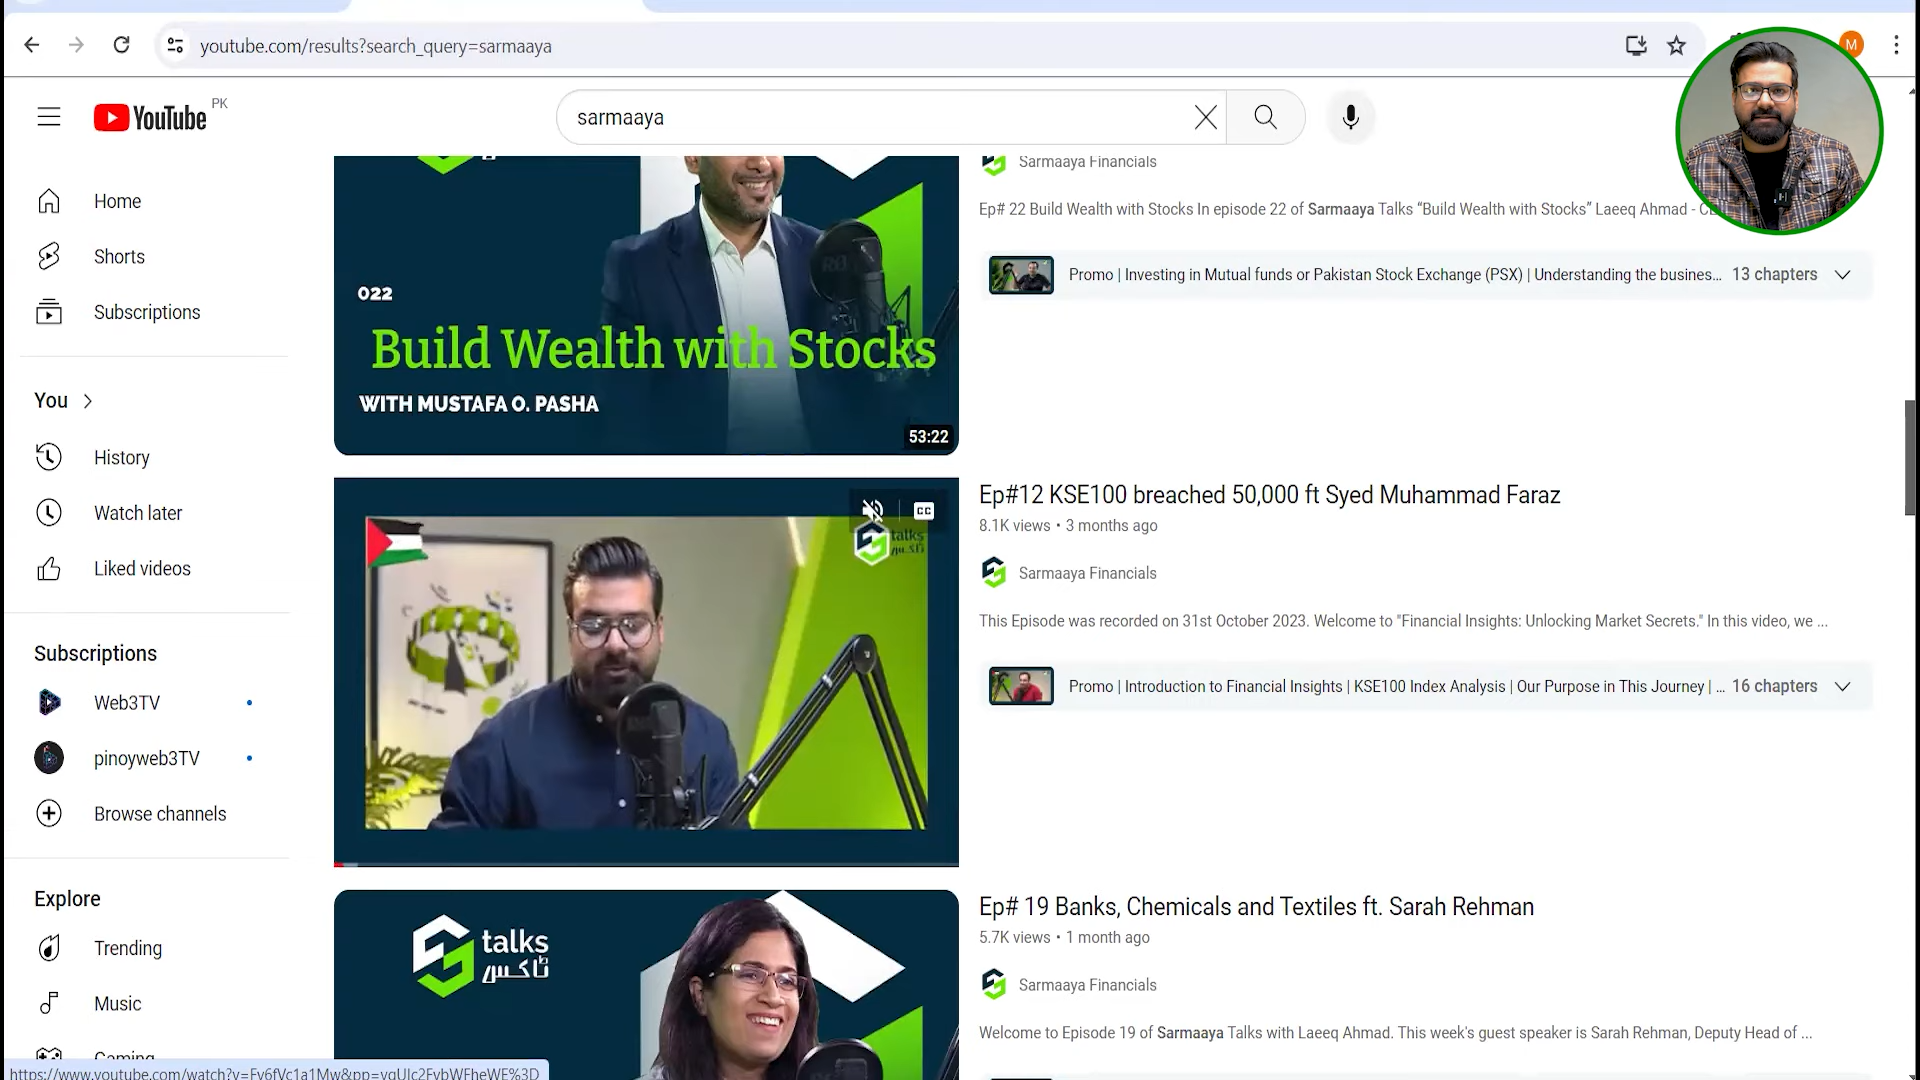 youtube.com/results?search_query=sarmaaya
M
YouTube PK
sarmaaya
Home
Shorts
Subscriptions
You
History
Watch later
Liked videos
Subscriptions
Web3TV
pinoyweb3TV
Browse channels
Explore
Trending
Music
Gaming
022
Build Wealth with Stocks
WITH MUSTAFA O. PASHA
53:22
Sarmaaya Financials
Ep# 22 Build Wealth with Stocks In episode 22 of Sarmaaya Talks “Build Wealth with Stocks” Laeeq Ahmad -
Promo | Investing in Mutual funds or Pakistan Stock Exchange (PSX) | Understanding the busines... 13 chapters
CC
talks
ٹاکس
Ep#12 KSE100 breached 50,000 ft Syed Muhammad Faraz
8.1K views • 3 months ago
Sarmaaya Financials
This Episode was recorded on 31st October 2023. Welcome to "Financial Insights: Unlocking Market Secrets." In this video, we ...
Promo | Introduction to Financial Insights | KSE100 Index Analysis | Our Purpose in This Journey | ... 16 chapters
talks
ٹاکس
Ep# 19 Banks, Chemicals and Textiles ft. Sarah Rehman
5.7K views • 1 month ago
Sarmaaya Financials
Welcome to Episode 19 of Sarmaaya Talks with Laeeq Ahmad. This week's guest speaker is Sarah Rehman, Deputy Head of ...